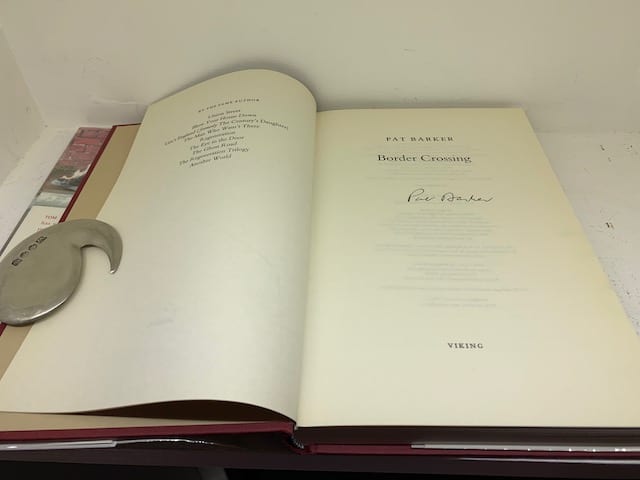 BY THE SAME AUTHOR
Union Street
Blow Your House Down
Liza's England (formerly The Century's Daughter)
The Man Who Wasn't There
Regeneration
The Eye in the Door
The Ghost Road
The Regeneration Trilogy
Another World
PAT BARKER
Border Crossing
Pat Barker
VIKING
TOM